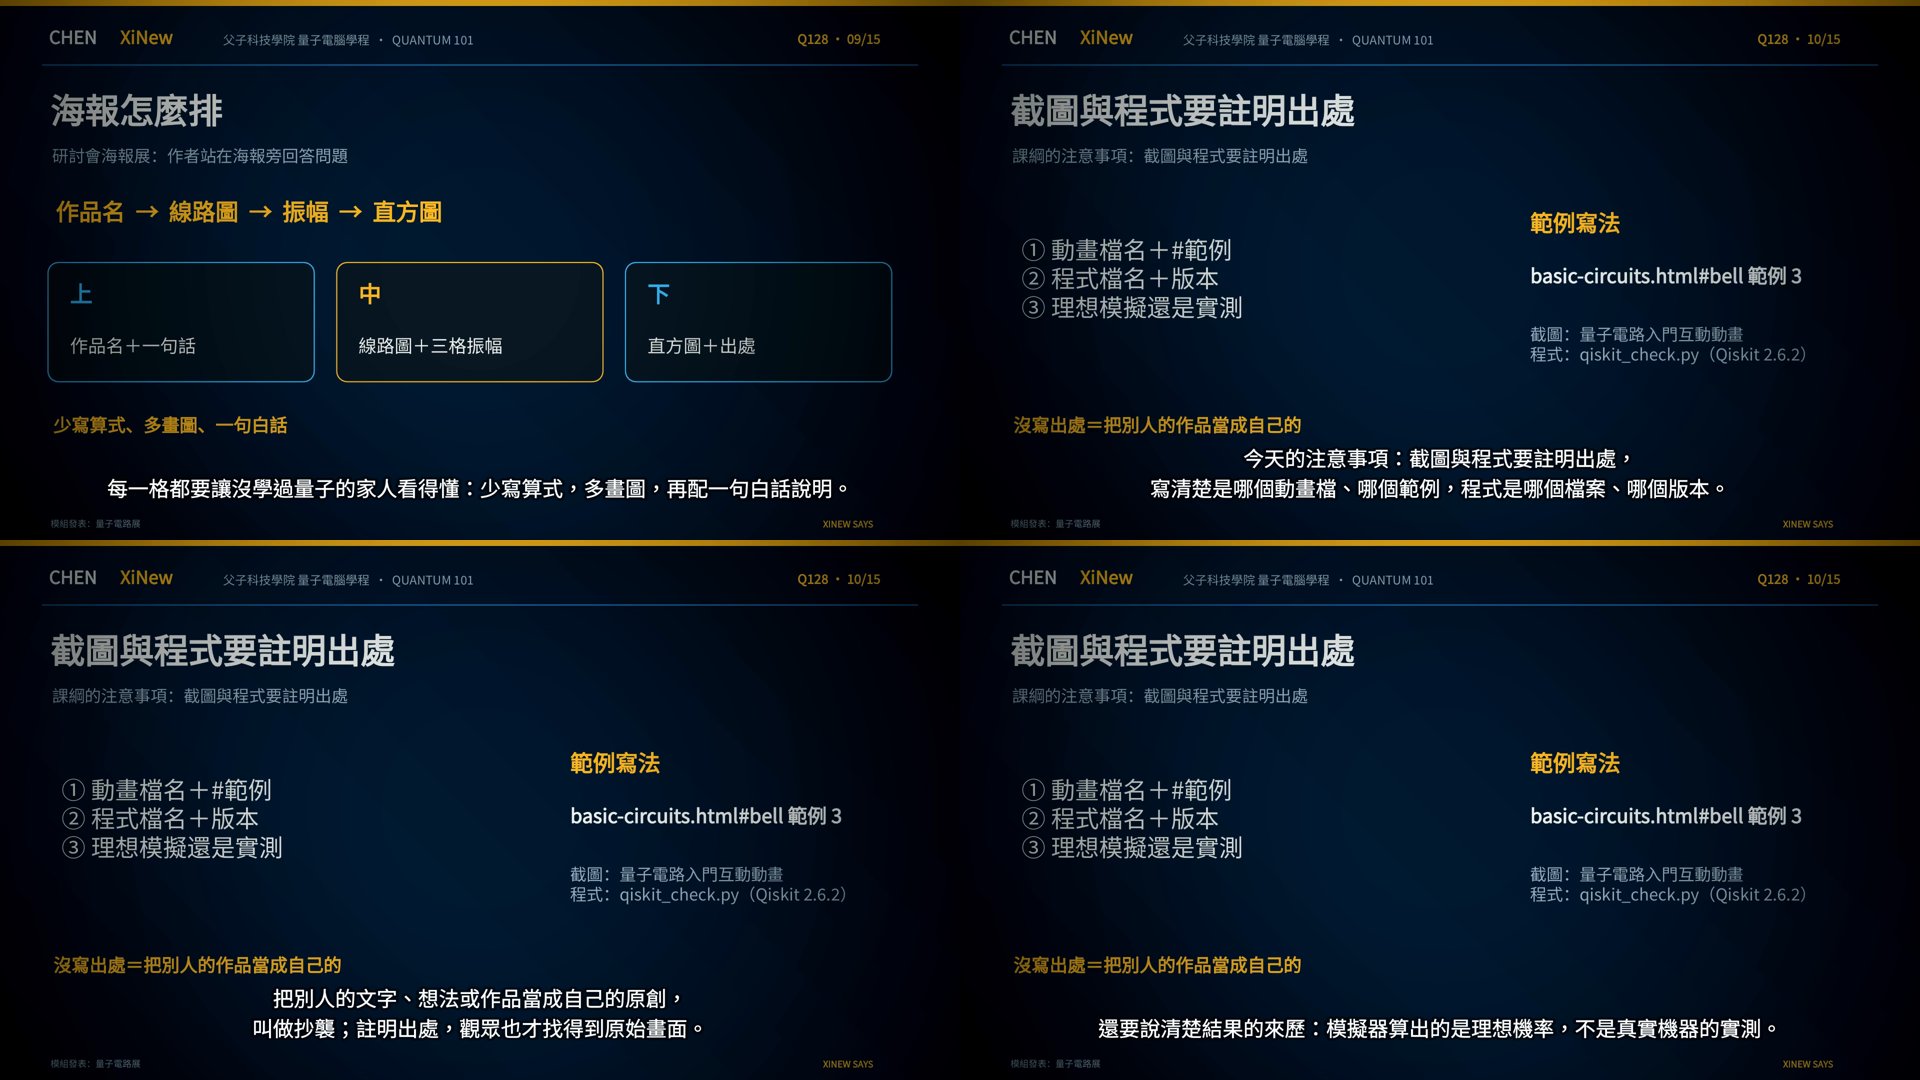 CHEN XiNew 父子科技學院 量子電腦學程 · QUANTUM 101 Q128 · 09/15
海報怎麼排
研討會海報展：作者站在海報旁回答問題
作品名 → 線路圖 → 振幅 → 直方圖
上
作品名＋一句話
中
線路圖＋三格振幅
下
直方圖＋出處
少寫算式、多畫圖、一句白話
每一格都要讓沒學過量子的家人看得懂：少寫算式，多畫圖，再配一句白話說明。
模組發表：量子電路展 XINEW SAYS
CHEN XiNew 父子科技學院 量子電腦學程 · QUANTUM 101 Q128 · 10/15
截圖與程式要註明出處
課綱的注意事項：截圖與程式要註明出處
① 動畫檔名＋#範例
② 程式檔名＋版本
③ 理想模擬還是實測
範例寫法
basic-circuits.html#bell 範例 3
截圖：量子電路入門互動動畫
程式：qiskit_check.py（Qiskit 2.6.2）
沒寫出處＝把別人的作品當成自己的
今天的注意事項：截圖與程式要註明出處，
寫清楚是哪個動畫檔、哪個範例，程式是哪個檔案、哪個版本。
模組發表：量子電路展 XINEW SAYS
CHEN XiNew 父子科技學院 量子電腦學程 · QUANTUM 101 Q128 · 10/15
截圖與程式要註明出處
課綱的注意事項：截圖與程式要註明出處
① 動畫檔名＋#範例
② 程式檔名＋版本
③ 理想模擬還是實測
範例寫法
basic-circuits.html#bell 範例 3
截圖：量子電路入門互動動畫
程式：qiskit_check.py（Qiskit 2.6.2）
沒寫出處＝把別人的作品當成自己的
把別人的文字、想法或作品當成自己的原創，
叫做抄襲；註明出處，觀眾也才找得到原始畫面。
模組發表：量子電路展 XINEW SAYS
CHEN XiNew 父子科技學院 量子電腦學程 · QUANTUM 101 Q128 · 10/15
截圖與程式要註明出處
課綱的注意事項：截圖與程式要註明出處
① 動畫檔名＋#範例
② 程式檔名＋版本
③ 理想模擬還是實測
範例寫法
basic-circuits.html#bell 範例 3
截圖：量子電路入門互動動畫
程式：qiskit_check.py（Qiskit 2.6.2）
沒寫出處＝把別人的作品當成自己的
還要說清楚結果的來歷：模擬器算出的是理想機率，不是真實機器的實測。
模組發表：量子電路展 XINEW SAYS